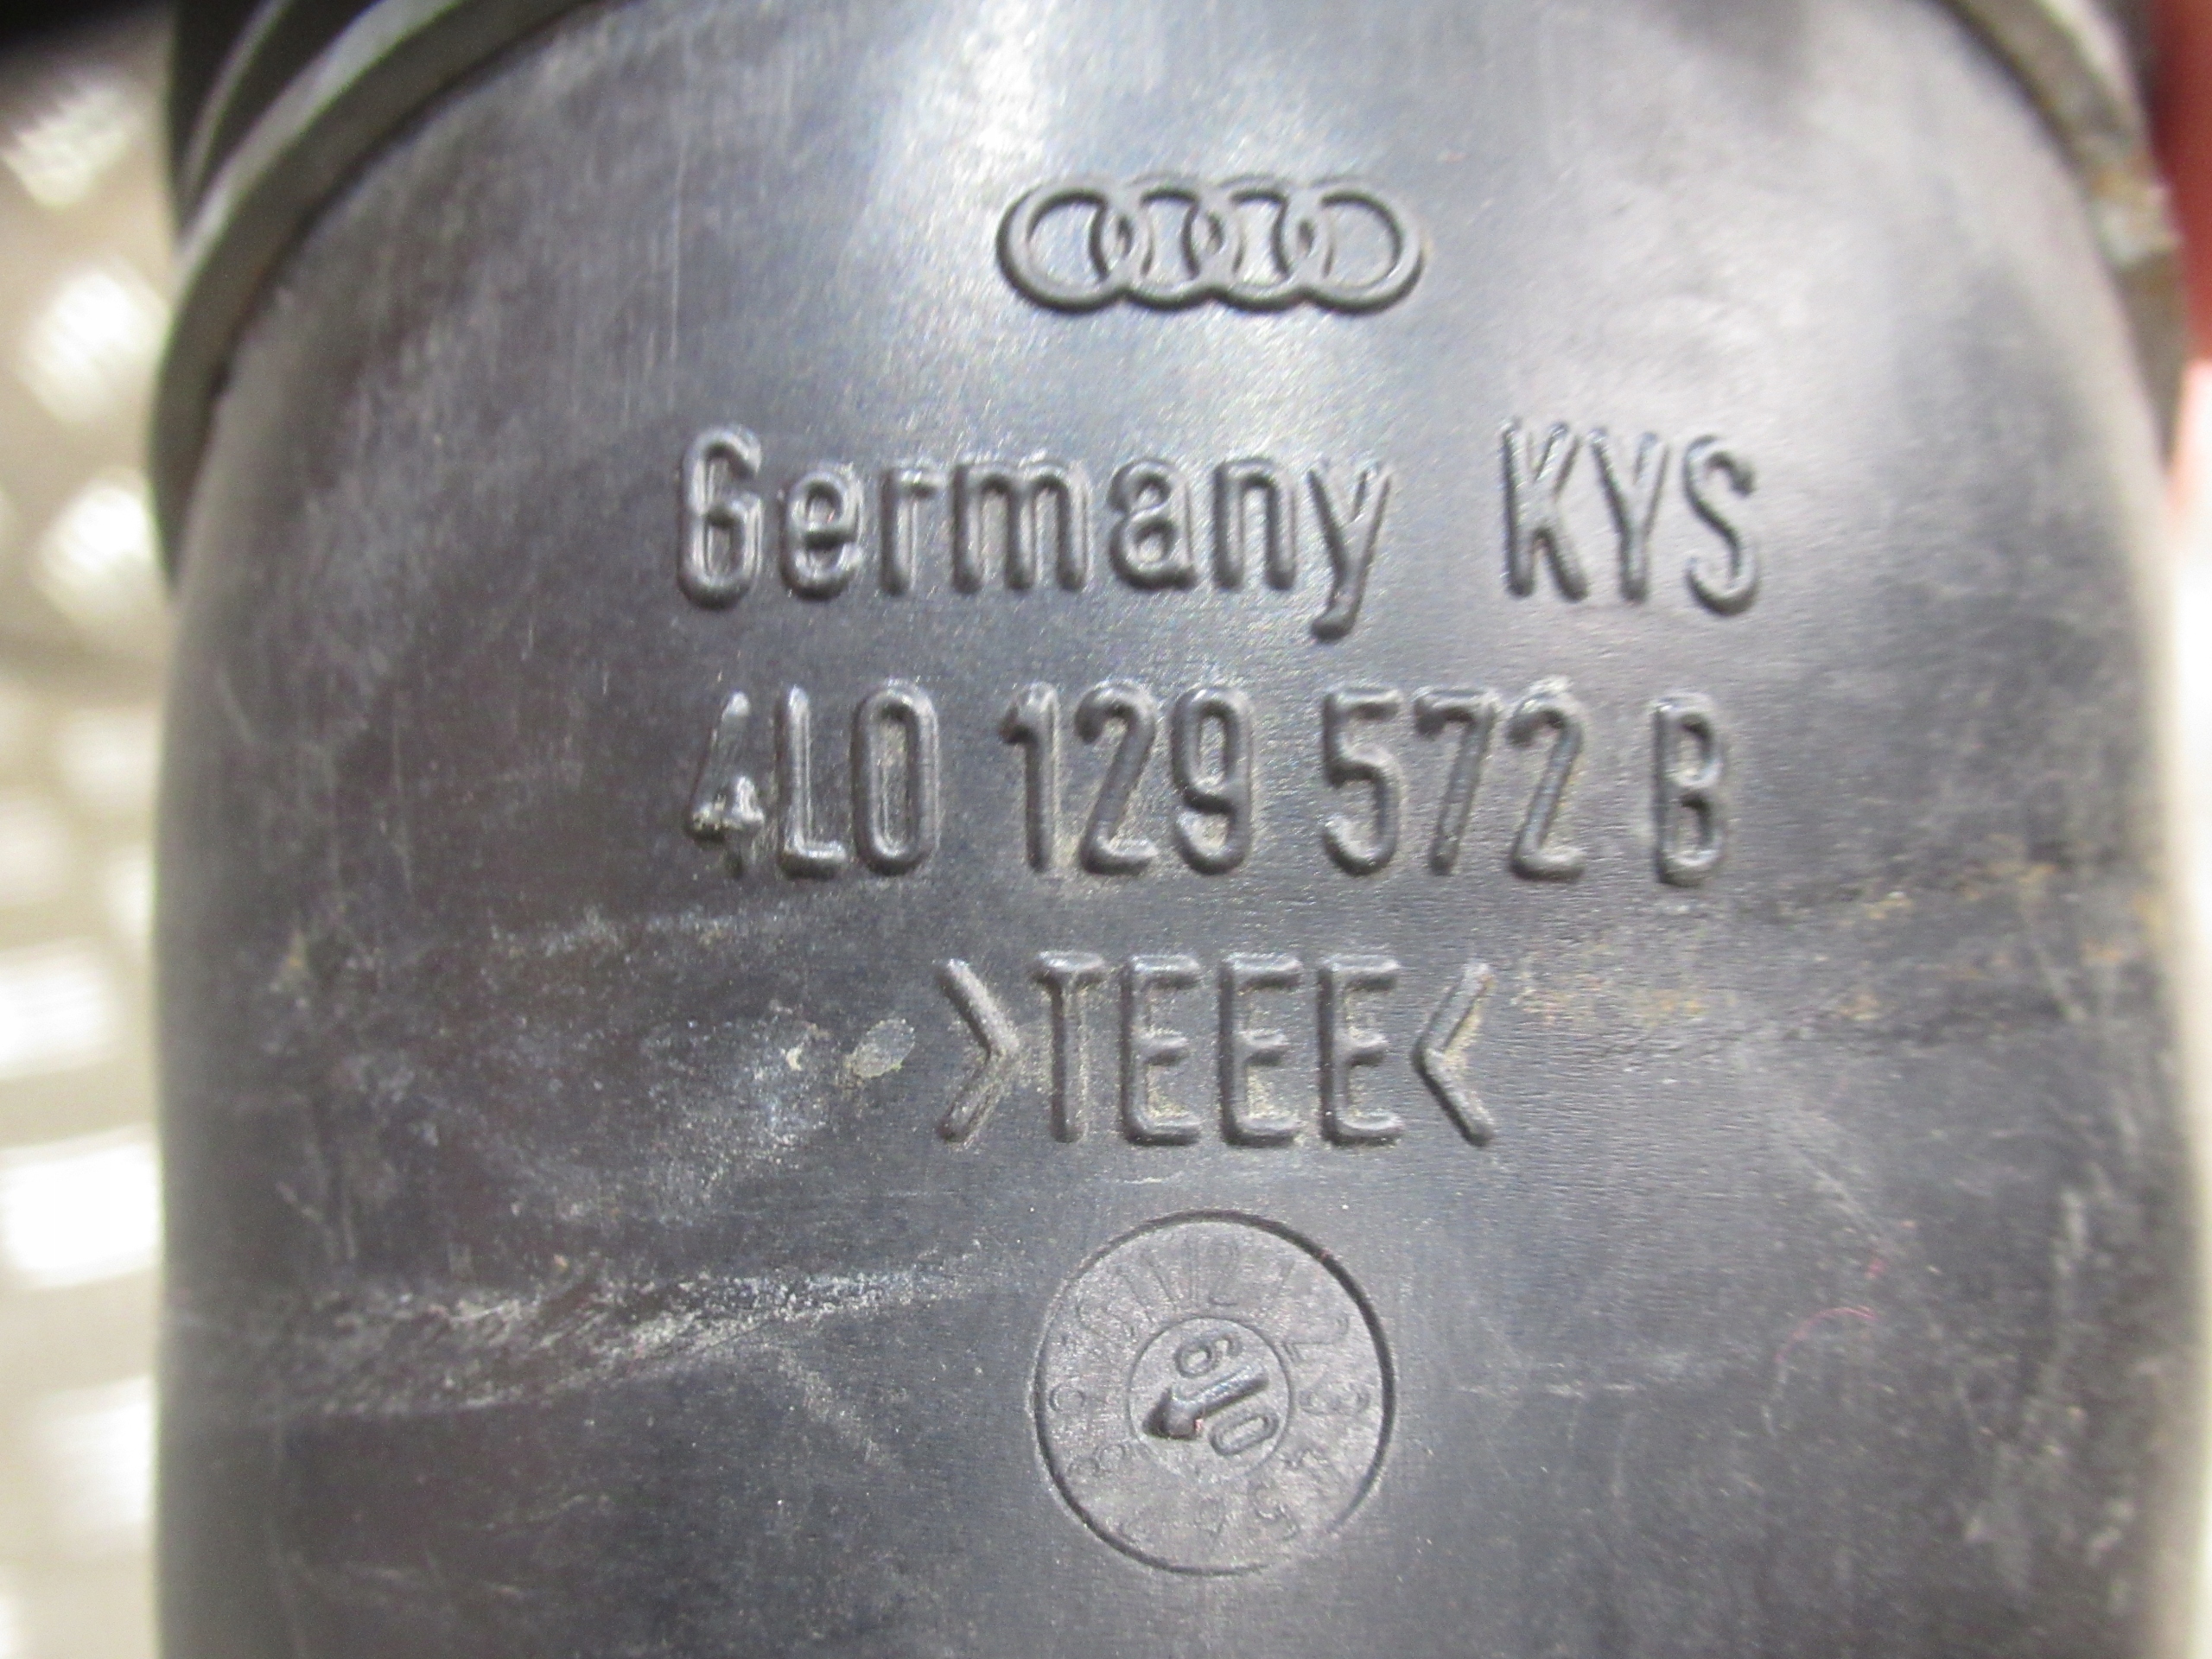 Germany KYS
4L0 129 572 B
>TEEE<